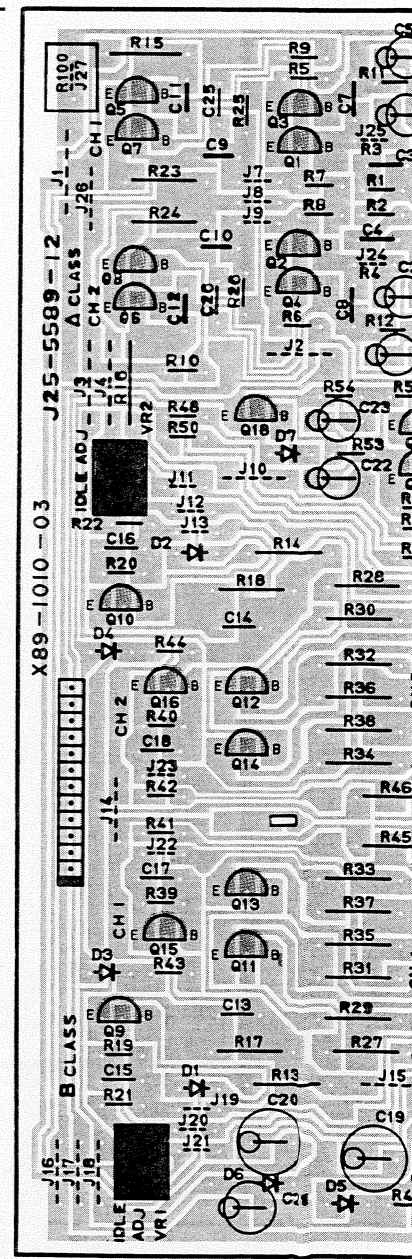 R15
R9
R5
R100
J27
R11
E
B
Q5
C11
C25
R25
E
B
Q3
C7
CH 1
Q7
J25
R3
C9
Q1
J1
J26
R23
J7
R7
R1
J8
R24
J9
R8
R2
J25-5589-12
C10
C4
Δ CLASS
E
B
E
B
Q2
J24
R4
CH 2
E
B
Q6
C12
C26
R26
E
B
Q4
C8
R6
R12
J2
J3
J4
R16
R10
R54
VR2
R48
E
B
C23
R50
Q18
D7
R53
IDLE ADJ
J11
J10
C22
E
J12
R22
J13
X89-1010-03
C16
D2
R14
R20
R18
R28
E
B
Q10
C14
R30
D4
R44
R32
E
B
E
B
Q16
Q12
R36
CH 2
R40
R38
C18
E
B
J23
Q14
R34
R42
R46
J14
R41
J22
R45
C17
R33
R39
E
B
Q13
R37
CH 1
E
B
Q15
E
B
R35
R43
Q11
R31
D3
E
B
C13
R29
Q9
R19
R17
R27
B CLASS
C15
D1
R13
J15
R21
J19
C20
C19
J20
J16
J17
J18
J21
D6
D5
IDLE
ADJ
VR1